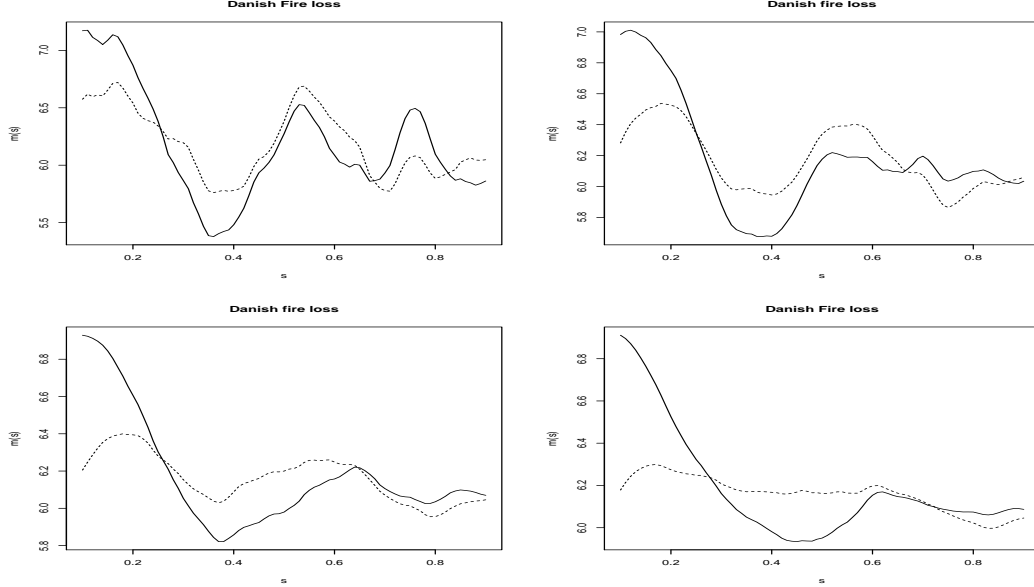 Danish Fire loss
m(s)
5.5 6.0 6.5 7.0
0.2 0.4 0.6 0.8
s
Danish fire loss
m(s)
5.8 6.0 6.2 6.4 6.6 6.8 7.0
0.2 0.4 0.6 0.8
s
Danish fire loss
m(s)
5.8 6.0 6.2 6.4 6.6 6.8
0.2 0.4 0.6 0.8
s
Danish Fire loss
m(s)
6.0 6.2 6.4 6.6 6.8
0.2 0.4 0.6 0.8
s